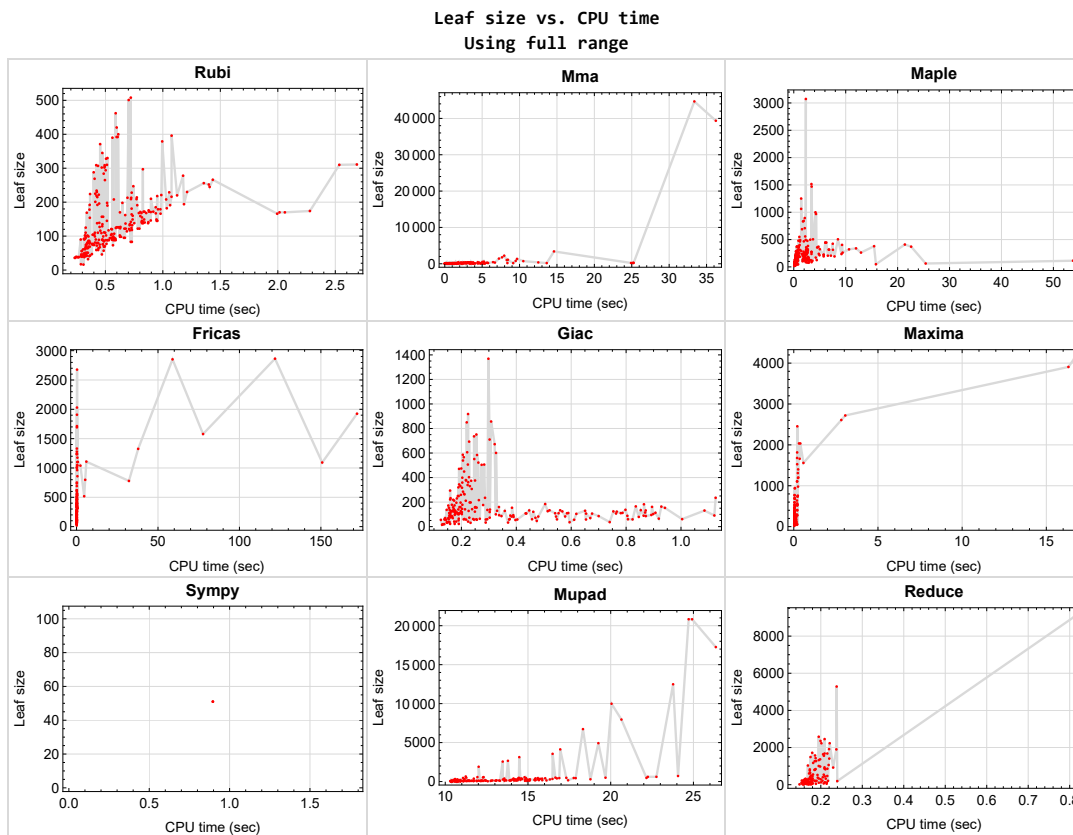 Leaf size vs. CPU time
Using full range
Rubi
Leaf size
500
400
300
200
100
0
0.5 1.0 1.5 2.0 2.5
CPU time (sec)
Mma
Leaf size
40 000
30 000
20 000
10 000
0
0 5 10 15 20 25 30 35
CPU time (sec)
Maple
Leaf size
3000
2500
2000
1500
1000
500
0
0 10 20 30 40 50
CPU time (sec)
Fricas
Leaf size
3000
2500
2000
1500
1000
500
0
0 50 100 150
CPU time (sec)
Giac
Leaf size
1400
1200
1000
800
600
400
200
0
0.2 0.4 0.6 0.8 1.0
CPU time (sec)
Maxima
Leaf size
4000
3000
2000
1000
0
0 5 10 15
CPU time (sec)
Sympy
Leaf size
100
80
60
40
20
0
0.0 0.5 1.0 1.5
CPU time (sec)
Mupad
Leaf size
20 000
15 000
10 000
5000
0
10 15 20 25
CPU time (sec)
Reduce
Leaf size
8000
6000
4000
2000
0
0.2 0.3 0.4 0.5 0.6 0.7 0.8
CPU time (sec)